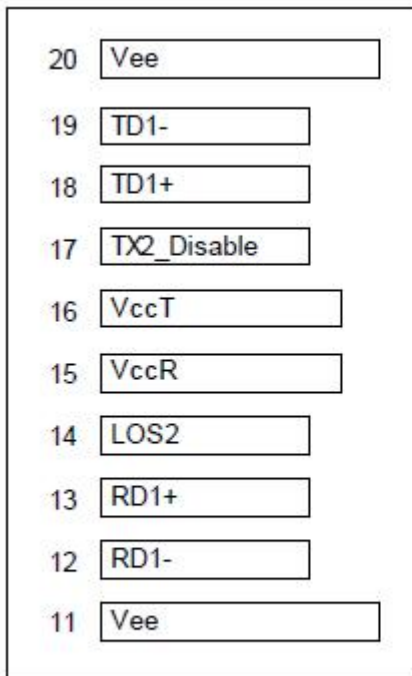 20 Vee
19 TD1-
18 TD1+
17 TX2_Disable
16 VccT
15 VccR
14 LOS2
13 RD1+
12 RD1-
11 Vee